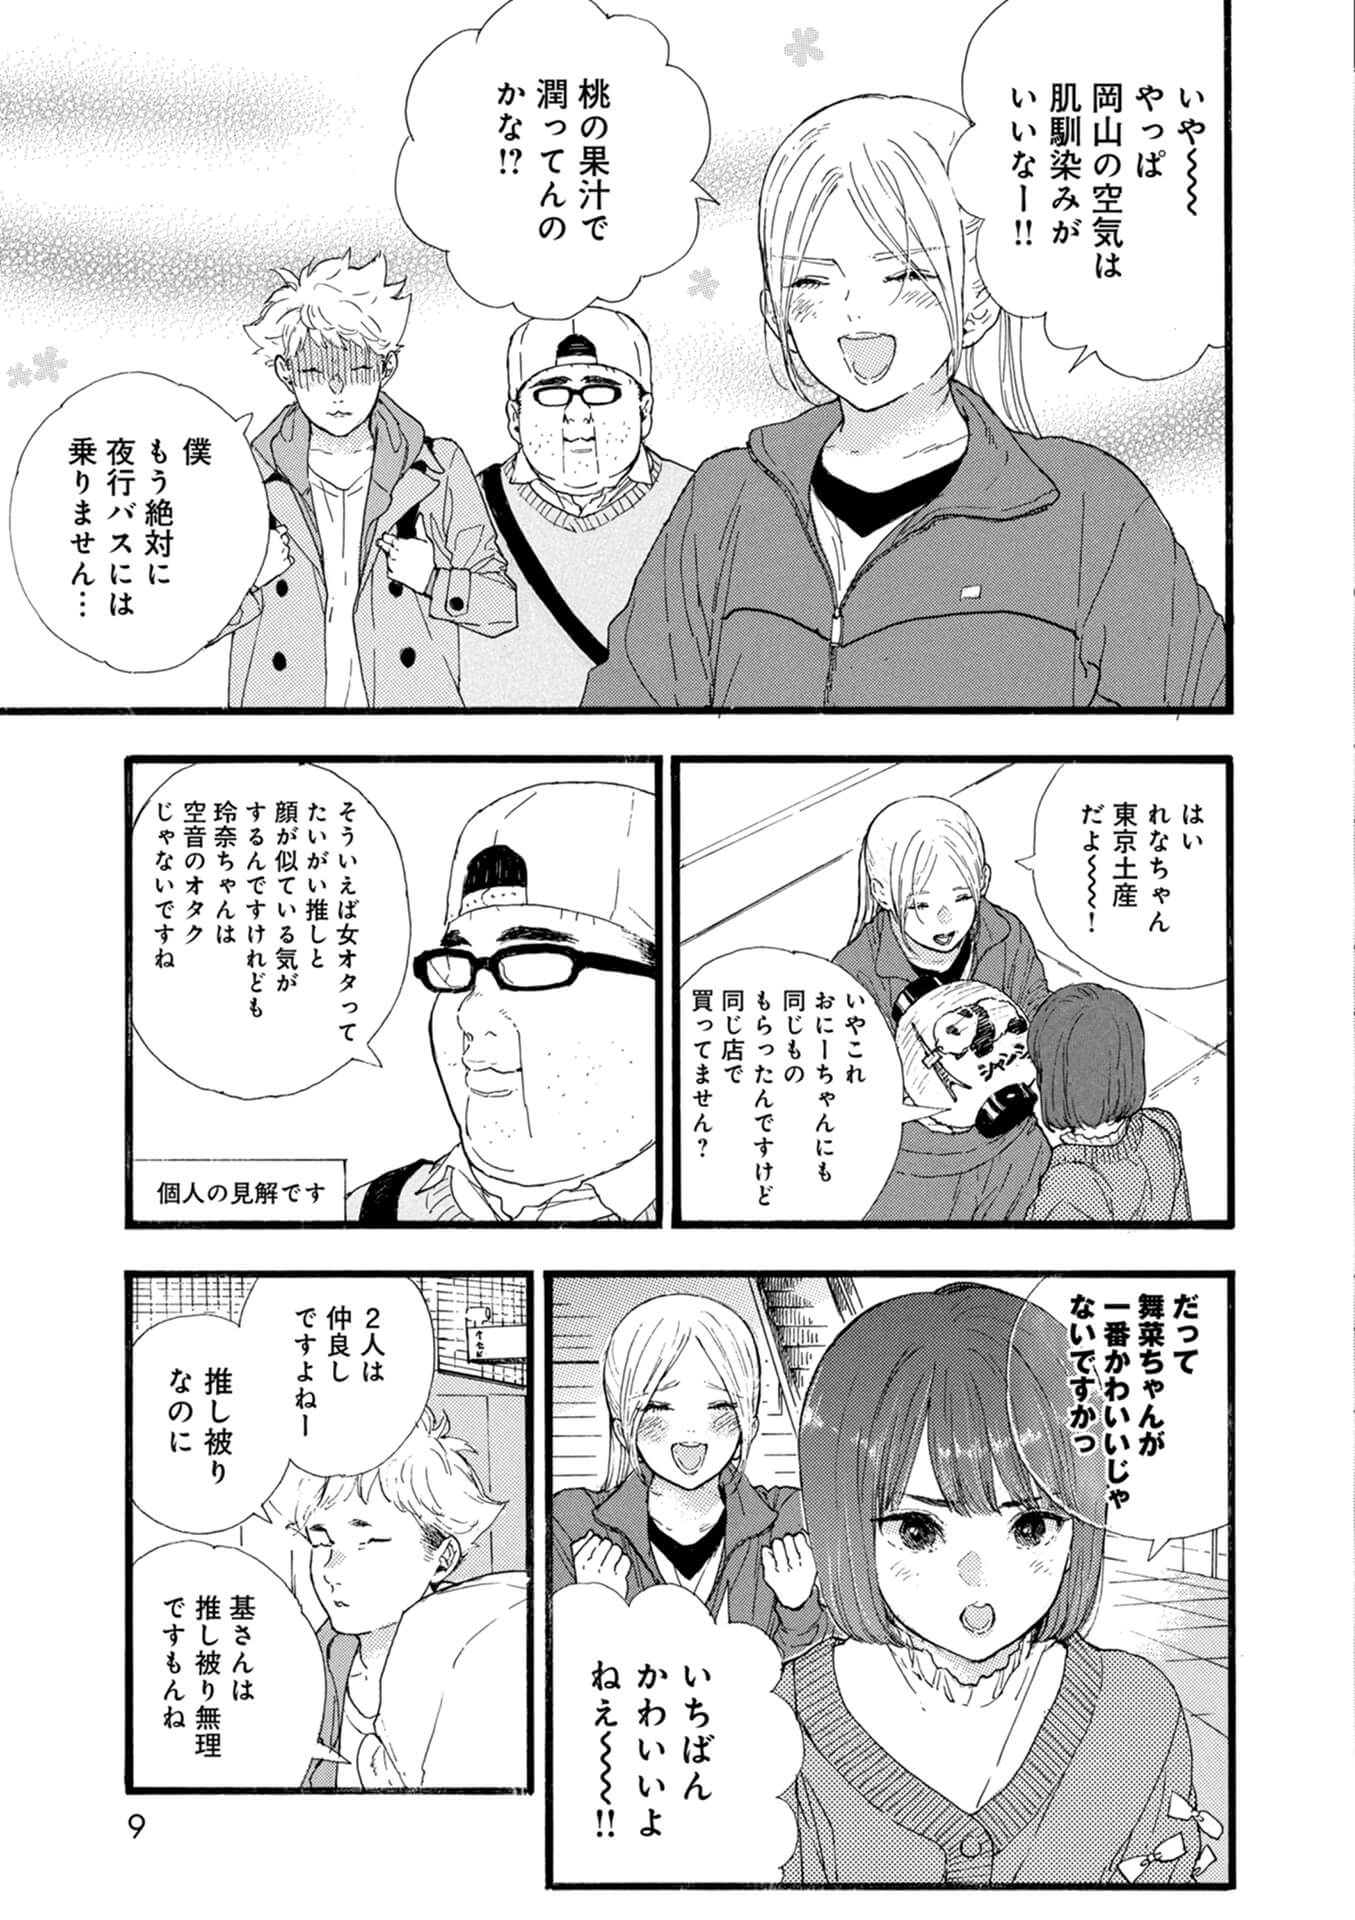 いや〜〜〜
やっぱ
岡山の空気は
肌馴染みが
いいなー!!
桃の果汁で
潤ってんの
かな!?
僕
もう絶対に
夜行バスには
乗りません…
はい
れなちゃん
東京土産
だよ〜〜〜!
いやこれ
おにーちゃんにも
同じもの
もらったんですけど
同じ店で
買ってません?
シャンシ
そういえば女オタって
たいがい推しと
顔が似ている気が
するんですけれども
玲奈ちゃんは
空音のオタク
じゃないですね
個人の見解です
だって
舞菜ちゃんが
一番かわいいじゃ
ないですかっ
いちばん
かわいいよ
ねぇ〜〜〜!!
2人は
仲良し
ですよねー
推し被り
なのに
基さんは
推し被り無理
ですもんね
9